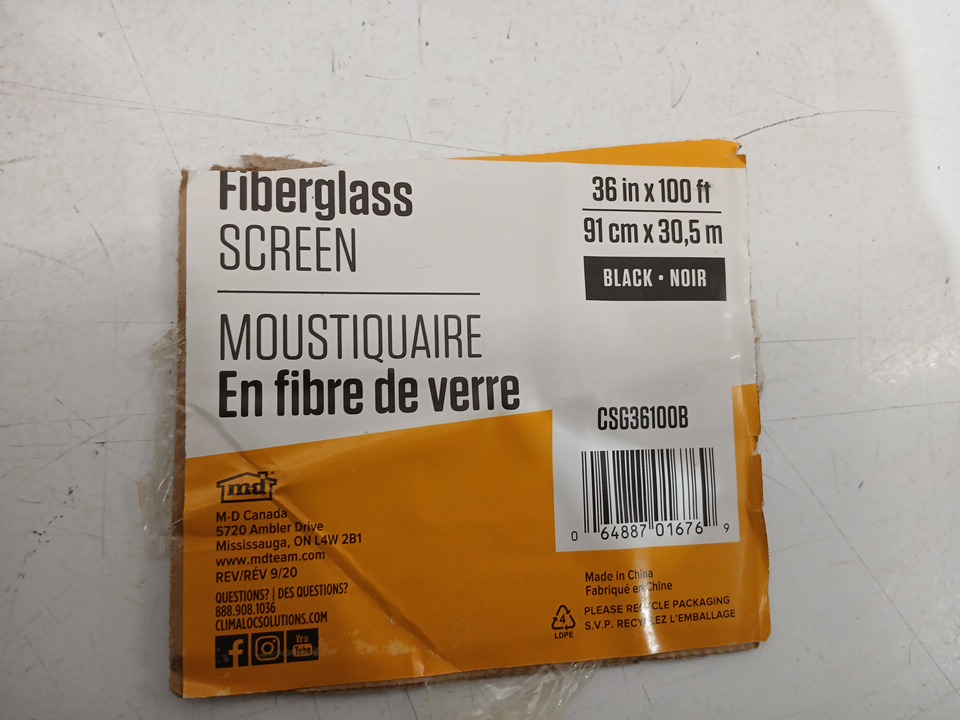 Fiberglass
SCREEN
MOUSTIQUAIRE
En fibre de verre
36 in x 100 ft
91 cm x 30,5 m
BLACK • NOIR
CSG36100B
0 64887 01676 9
md
M-D Canada
5720 Ambler Drive
Mississauga, ON L4W 2B1
www.mdteam.com
REV/RÉV 9/20
QUESTIONS? | DES QUESTIONS?
888.908.1036
CLIMALOCSOLUTIONS.COM
f
You
Tube
Made in China
Fabriqué en Chine
4
LDPE
PLEASE RECYCLE PACKAGING
S.V.P. RECYCLEZ L'EMBALLAGE